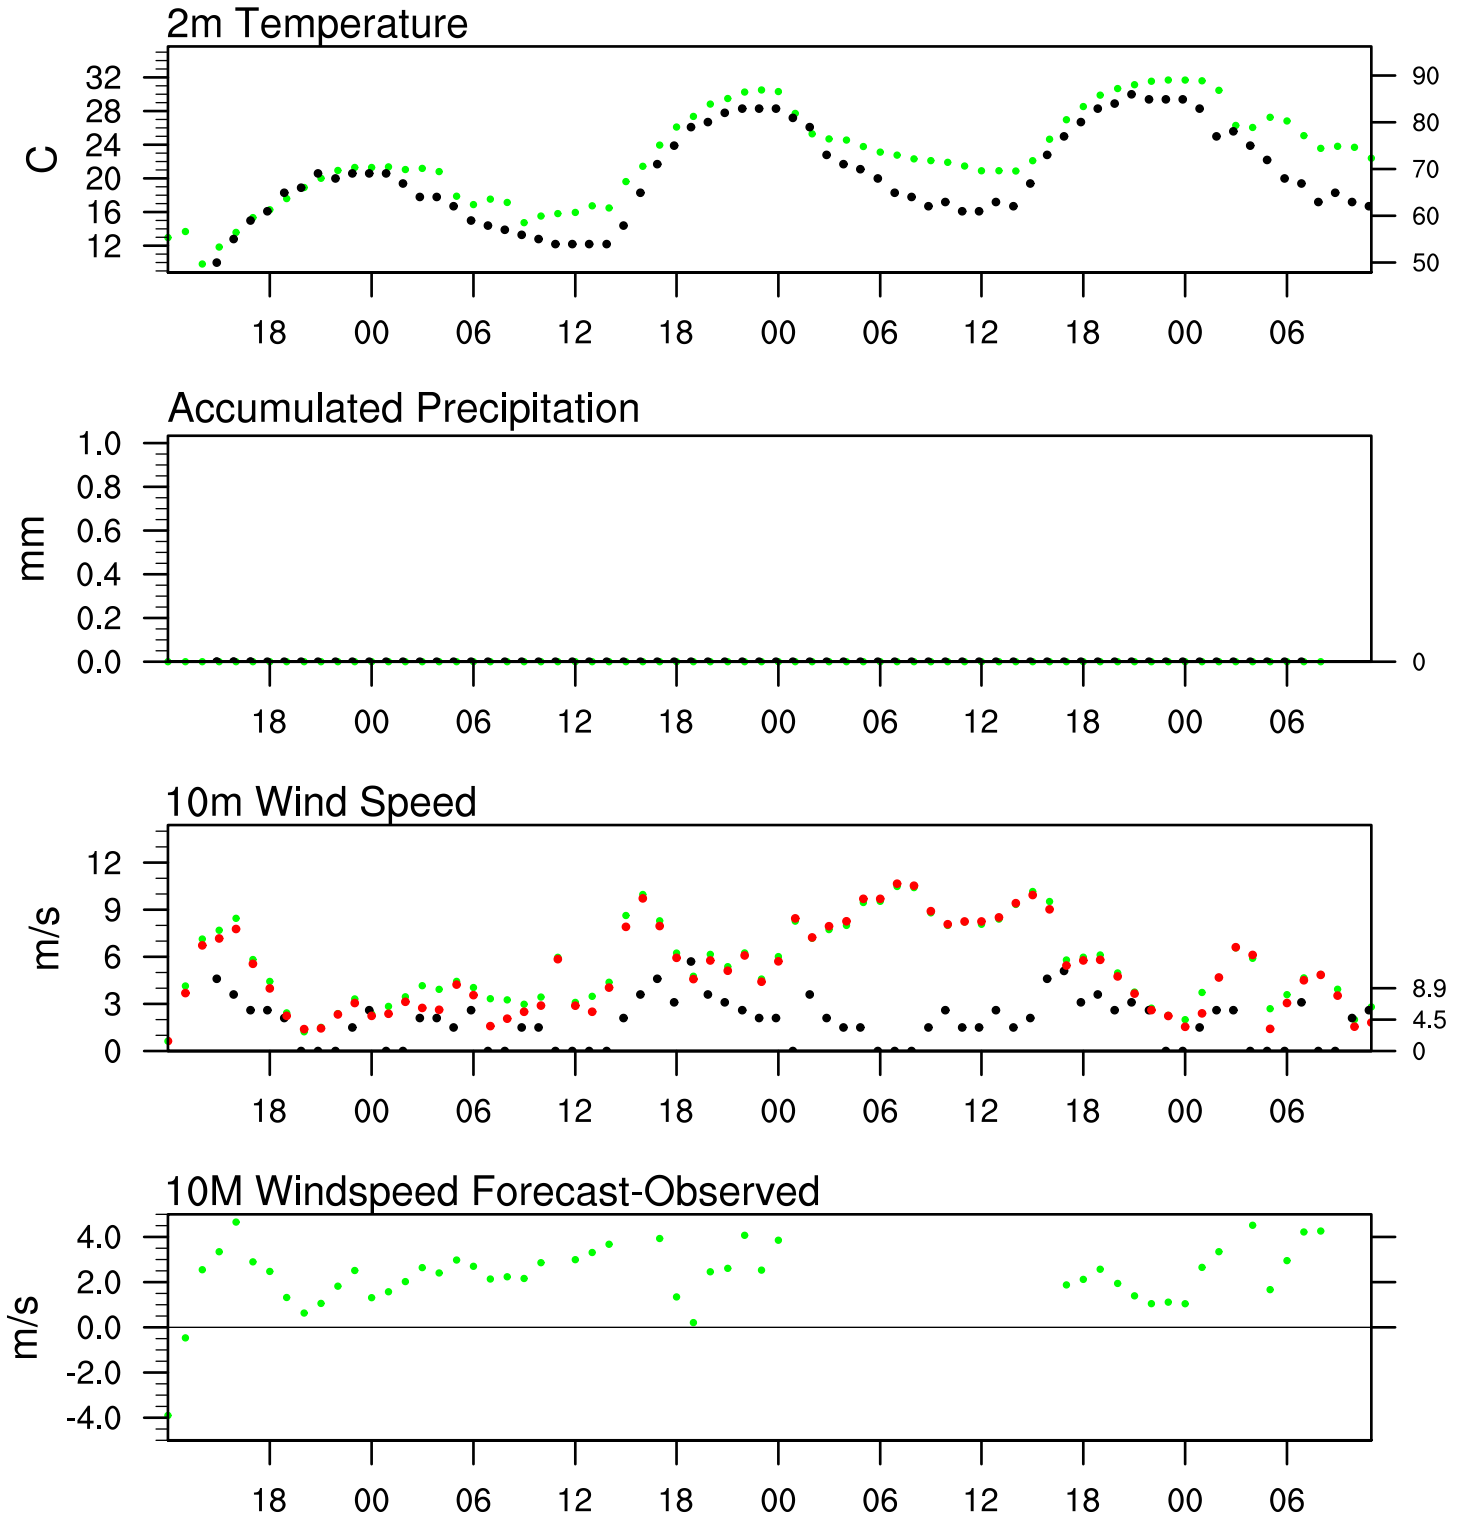 2m Temperature
32
28
24
20
16
12
C
90
80
70
60
50
18 00 06 12 18 00 06 12 18 00 06
Accumulated Precipitation
1.0
0.8
0.6
0.4
0.2
0.0
mm
0
18 00 06 12 18 00 06 12 18 00 06
10m Wind Speed
12
9
6
3
0
m/s
8.9
4.5
0
18 00 06 12 18 00 06 12 18 00 06
10M Windspeed Forecast-Observed
4.0
2.0
0.0
-2.0
-4.0
m/s
18 00 06 12 18 00 06 12 18 00 06